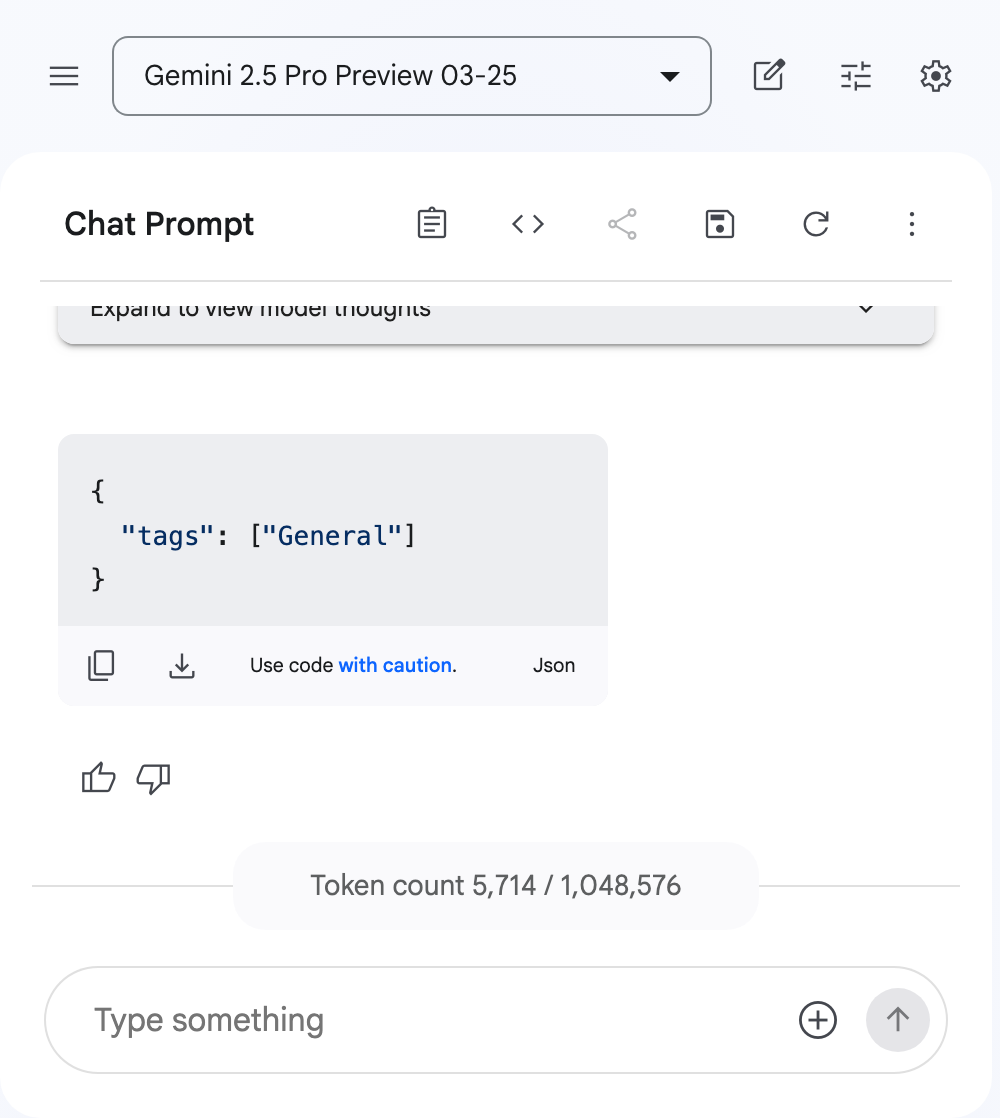 Gemini 2.5 Pro Preview 03-25
Chat Prompt
Expand to view model thoughts
{
  "tags": ["General"]
}
Use code with caution.
Json
Token count 5,714 / 1,048,576
Type something